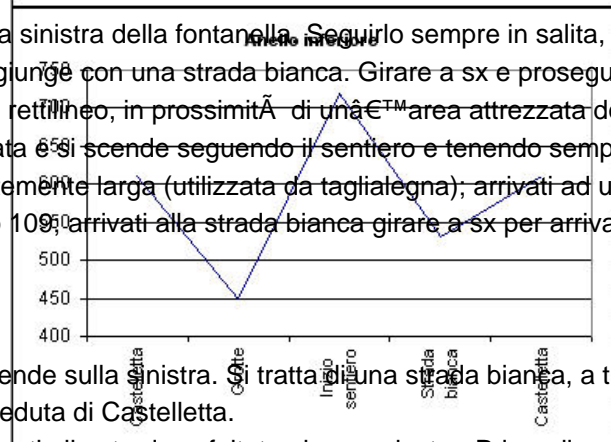 a sinistra della fontanella. Seguirlo sempre in salita,
Anello inferiore
giunge con una strada bianca. Girare a sx e prosegu
750
rettilineo, in prossimitÃ di unâ€™area attrezzata de
700
650
ata e si scende seguendo il sentiero e tenendo semp
600
emente larga (utilizzata da taglialegna); arrivati ad u
550
o 109, arrivati alla strada bianca girare a sx per arriva
500
450
400
Castelletta
Grotte
Inizio sentiero
Strada bianca
Castelletta
ende sulla sinistra. Si tratta di una strada bianca, a t
eduta di Castelletta.